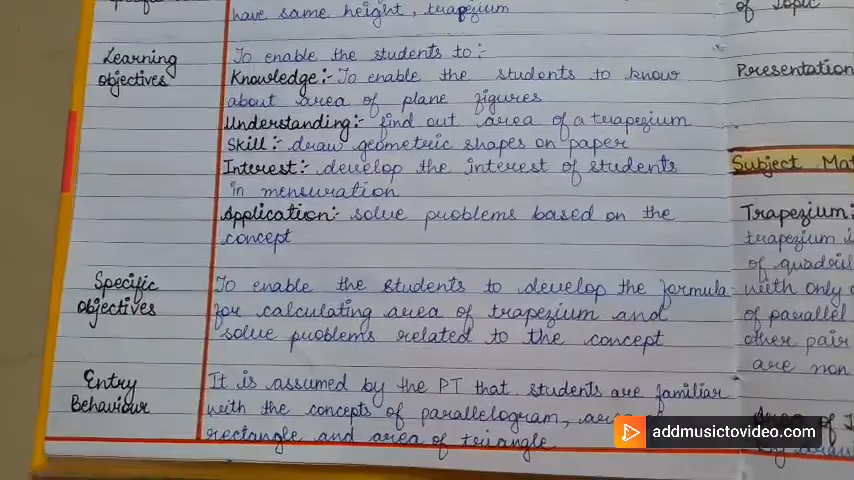 have same height, trapezium
Learning
objectives
To enable the students to:
Knowledge:- To enable the students to know
about area of plane figures
Understanding:- find out area of a trapezium
Skill:- draw geometric shapes on paper
Interest:- develop the interest of students
in mensuration
Application:- solve problems based on the
concept
Specific
objectives
To enable the students to develop the formula
for calculating area of trapezium and
solve problems related to the concept
Entry
Behaviour
It is assumed by the PT that students are familiar
with the concepts of parallelogram,
rectangle and area of triangle
of Topic
Presentation
Subject
Trapezium:
trapezium
of
with only
of parallel
other pair
are non
addmusictovideo.com